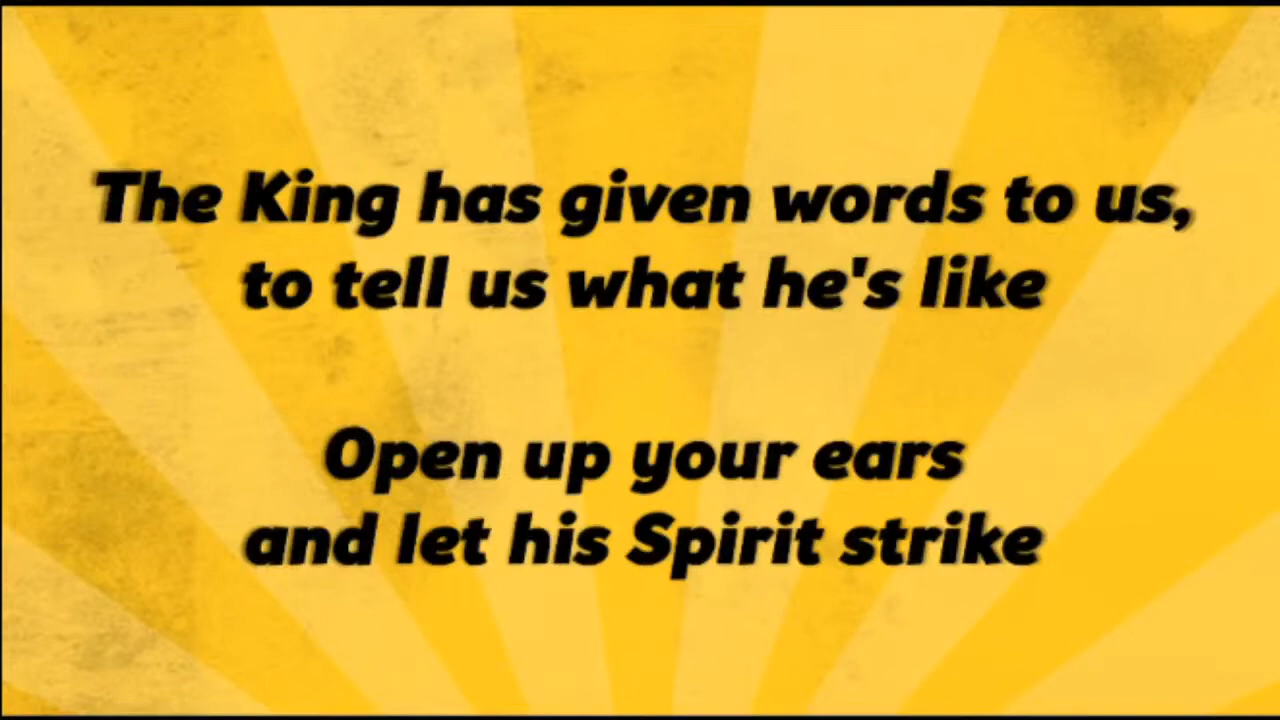 The King has given words to us,
to tell us what he's like
Open up your ears
and let his Spirit strike